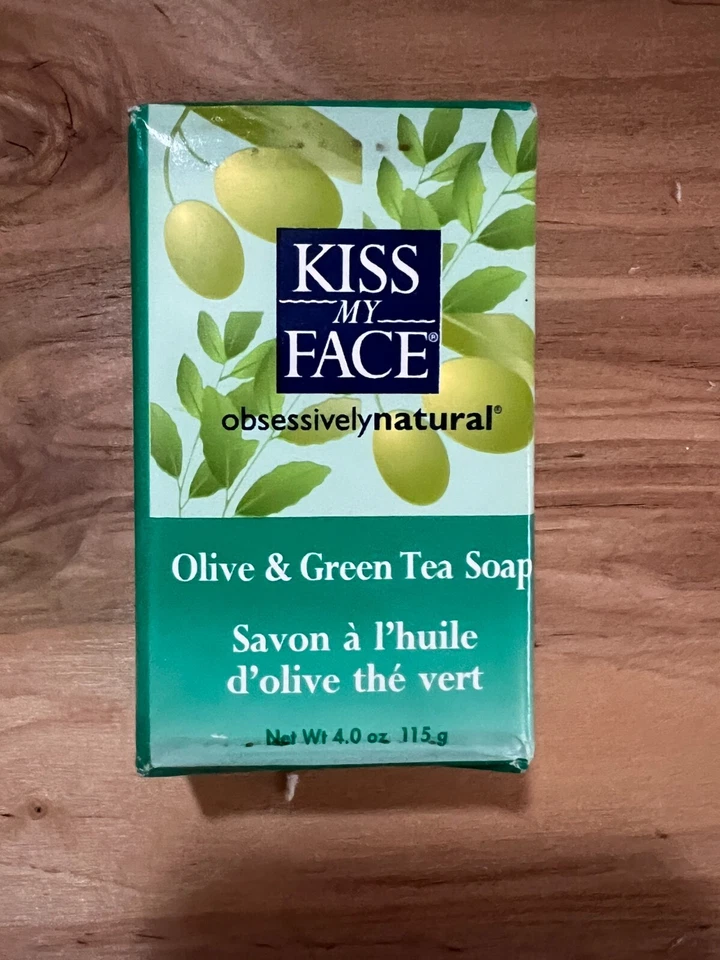 KISS
MY
FACE®
obsessivelynatural®
Olive & Green Tea Soap
Savon à l'huile
d'olive thé vert
Net Wt 4.0 oz 115 g